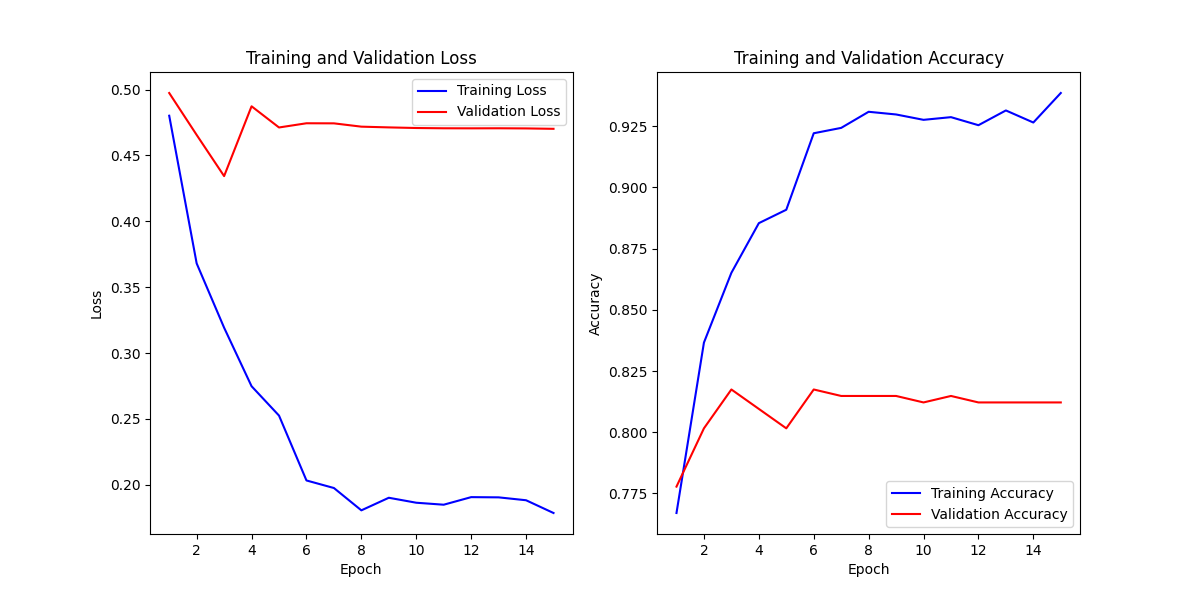 Training and Validation Loss
0.50
0.45
0.40
0.35
0.30
0.25
0.20
Loss
2 4 6 8 10 12 14
Epoch
Training Loss
Validation Loss
Training and Validation Accuracy
0.925
0.900
0.875
0.850
0.825
0.800
0.775
Accuracy
2 4 6 8 10 12 14
Epoch
Training Accuracy
Validation Accuracy